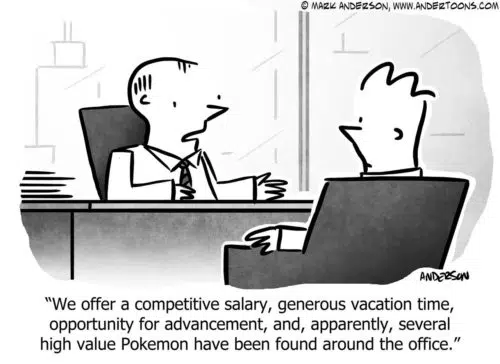 © MARK ANDERSON, WWW.ANDERTOONS.COM
ANDERSON
“We offer a competitive salary, generous vacation time,
opportunity for advancement, and, apparently, several
high value Pokemon have been found around the office.”